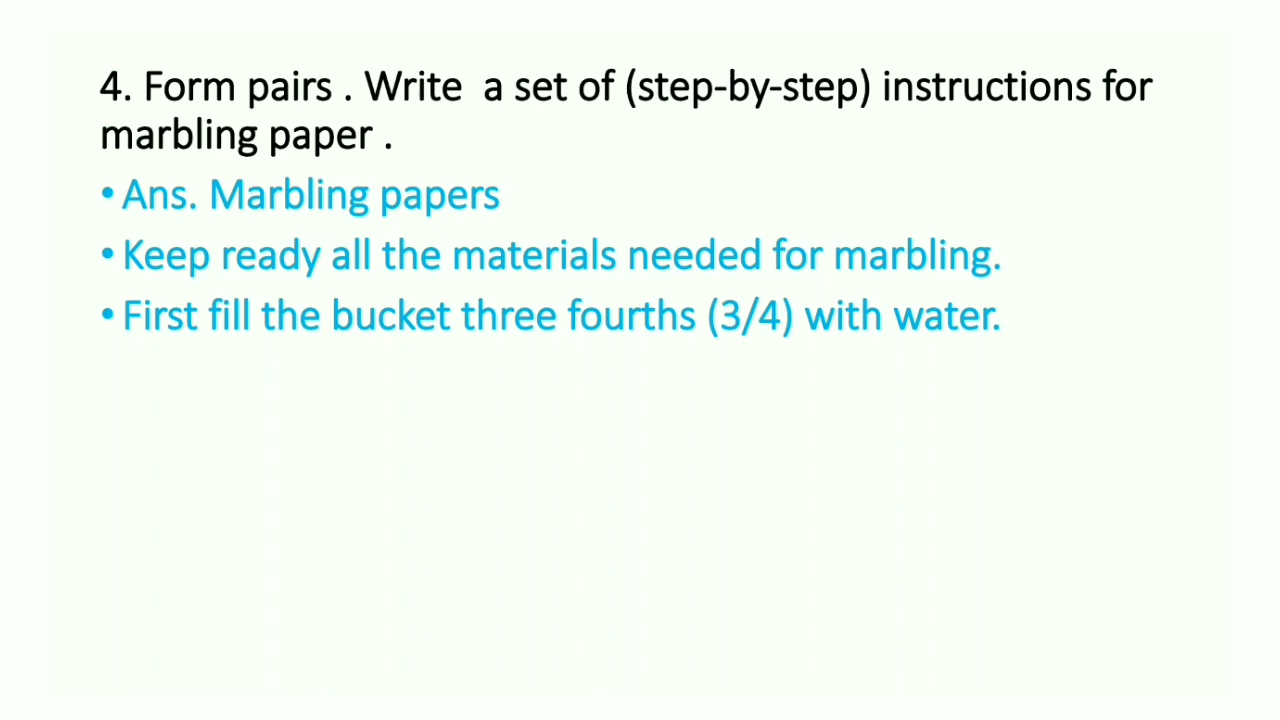 4. Form pairs . Write a set of (step-by-step) instructions for
marbling paper .
• Ans. Marbling papers
• Keep ready all the materials needed for marbling.
• First fill the bucket three fourths (3/4) with water.